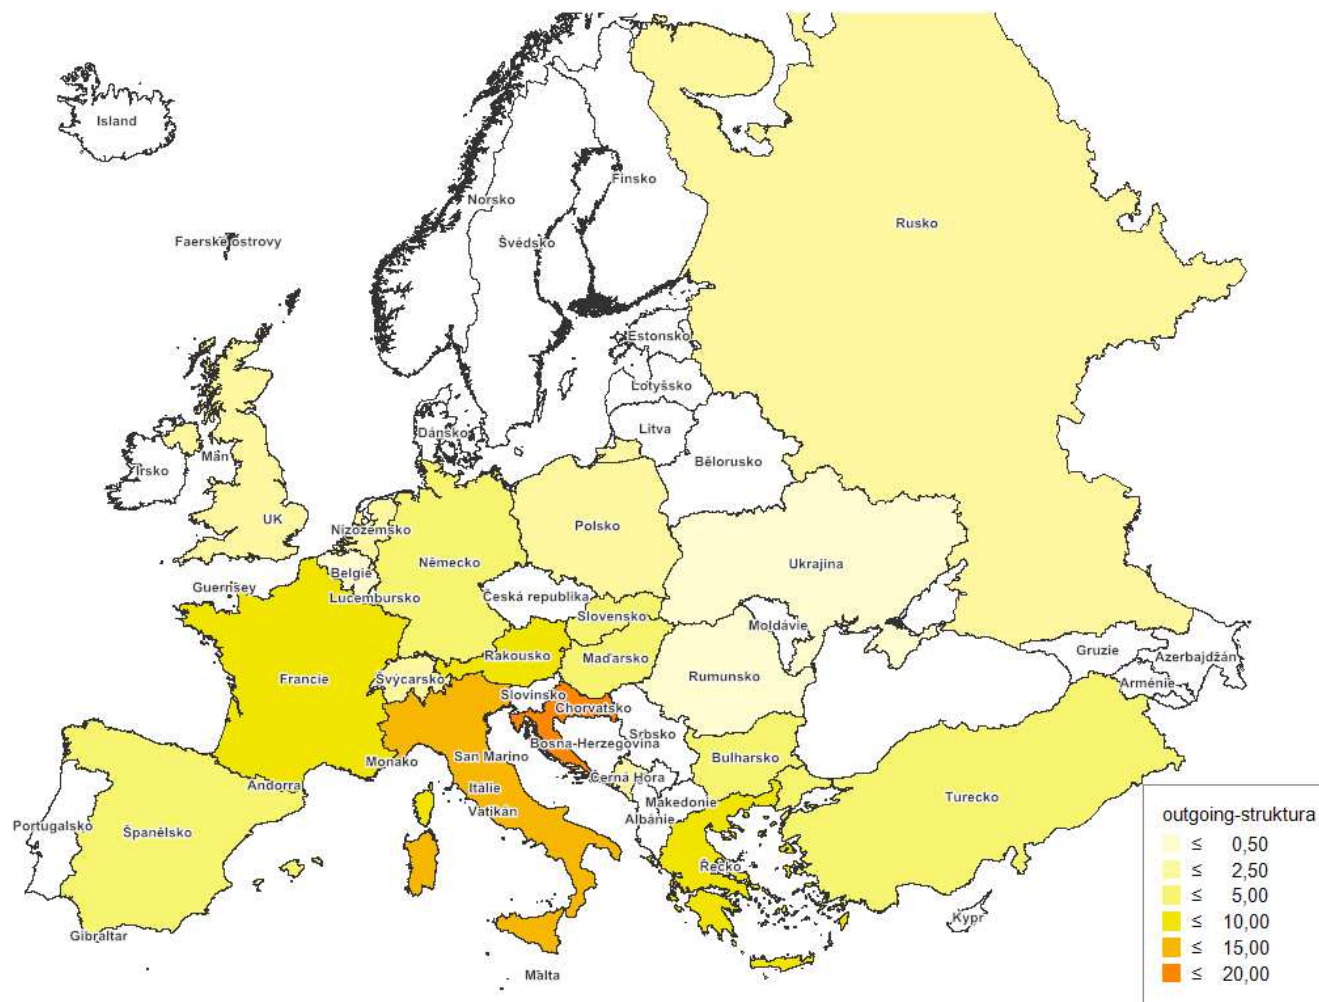 Island
Finsko
Norsko
Rusko
Faerské ostrovy
Švédsko
Estonsko
Lotyšsko
Litva
Dánsko
Bělorusko
Irsko
Man
UK
Nizozemsko
Polsko
Německo
Ukrajina
Belgie
Guernsey
Lucembursko
Česká republika
Slovensko
Moldávie
Gruzie
Azerbajdžán
Rakousko
Maďarsko
Francie
Švýcarsko
Rumunsko
Arménie
Slovinsko
Chorvatsko
Srbsko
Bosna-Herzegovina
San Marino
Monako
Bulharsko
Andorra
Itálie
Černá Hora
Turecko
Makedonie
Vatikán
Albánie
Portugalsko
Španělsko
Řečko
Kypr
Gibraltar
Malta
outgoing-struktura
≤ 0,50
≤ 2,50
≤ 5,00
≤ 10,00
≤ 15,00
≤ 20,00